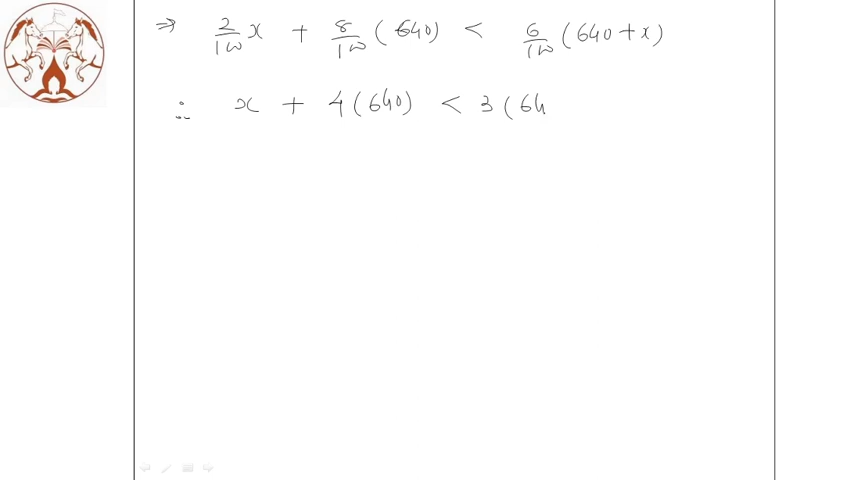 ⇒ 2/100 x + 8/100 (640) < 6/100 (640+x)
∴ x + 4(640) < 3(64